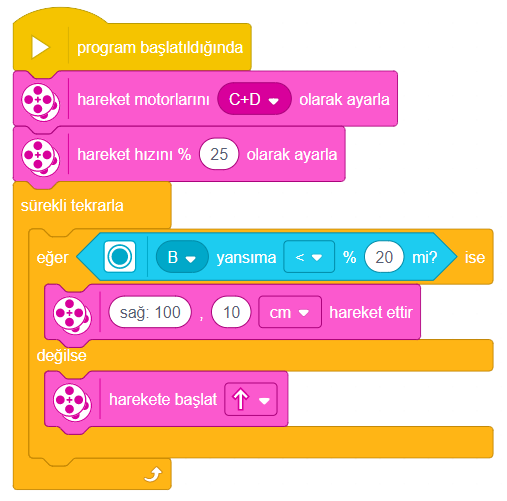 program başlatıldığında
hareket motorlarını C+D olarak ayarla
hareket hızını % 25 olarak ayarla
sürekli tekrarla
eğer B yansıma < % 20 mi? ise
sağ: 100 , 10 cm hareket ettir
değilse
harekete başlat